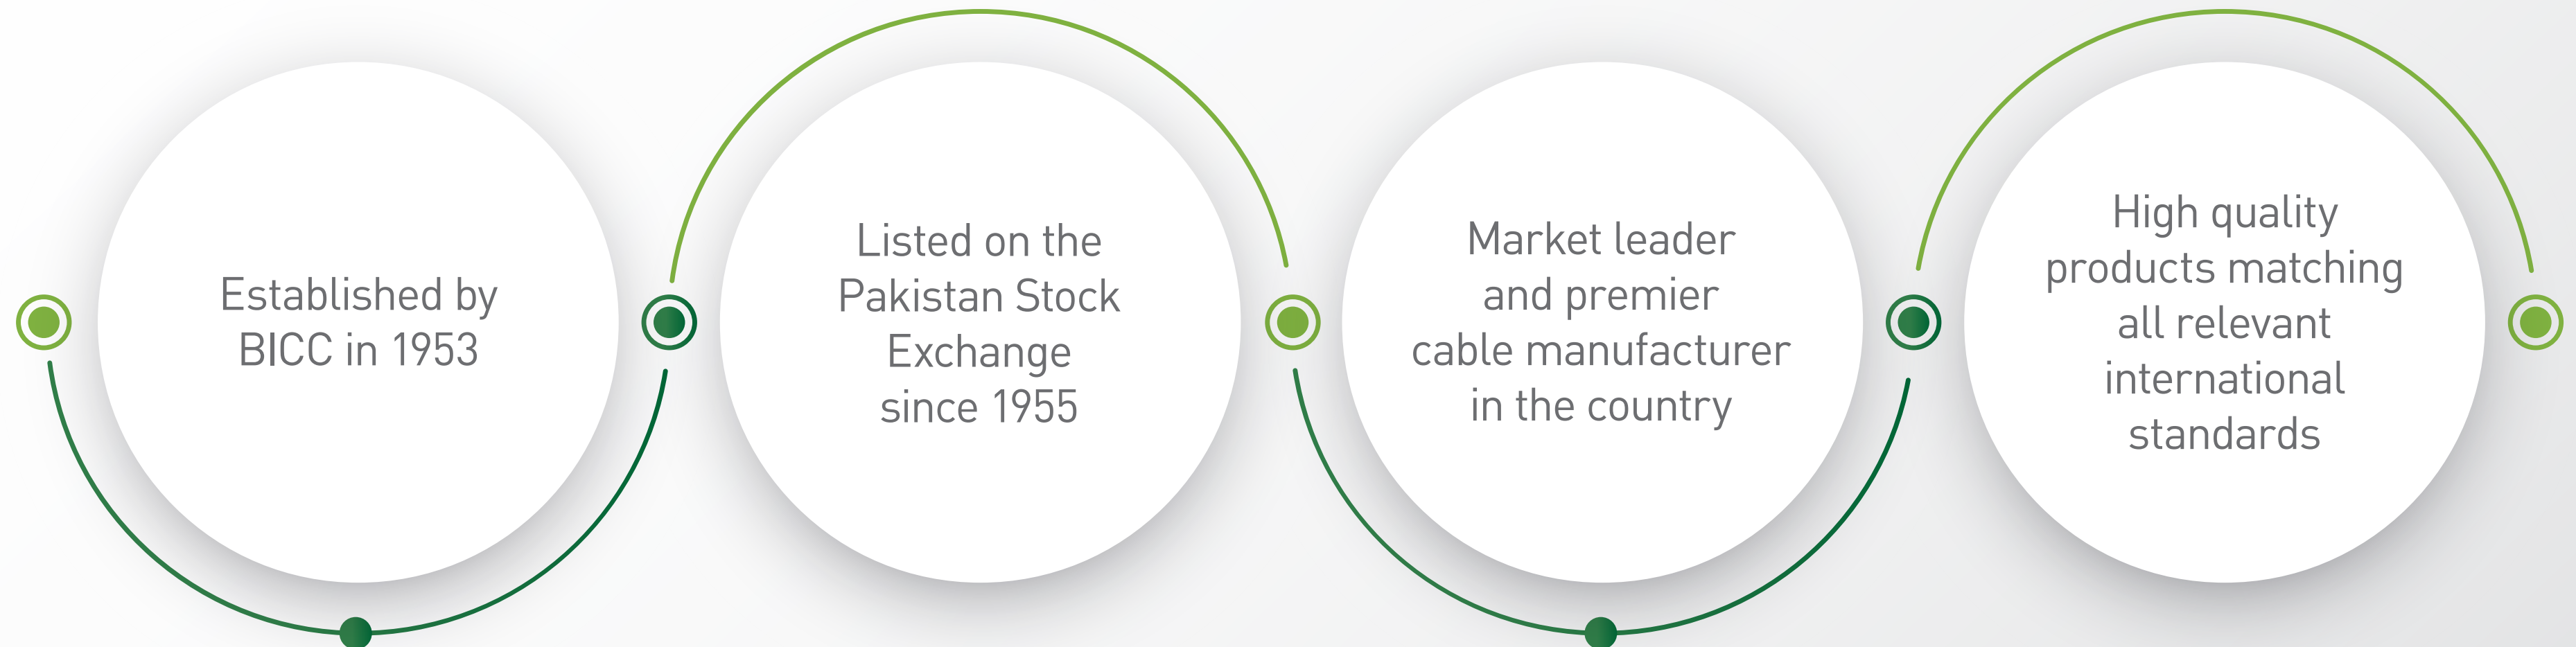 Established by
BICC in 1953
Listed on the
Pakistan Stock
Exchange
since 1955
Market leader
and premier
cable manufacturer
in the country
High quality
products matching
all relevant
international
standards